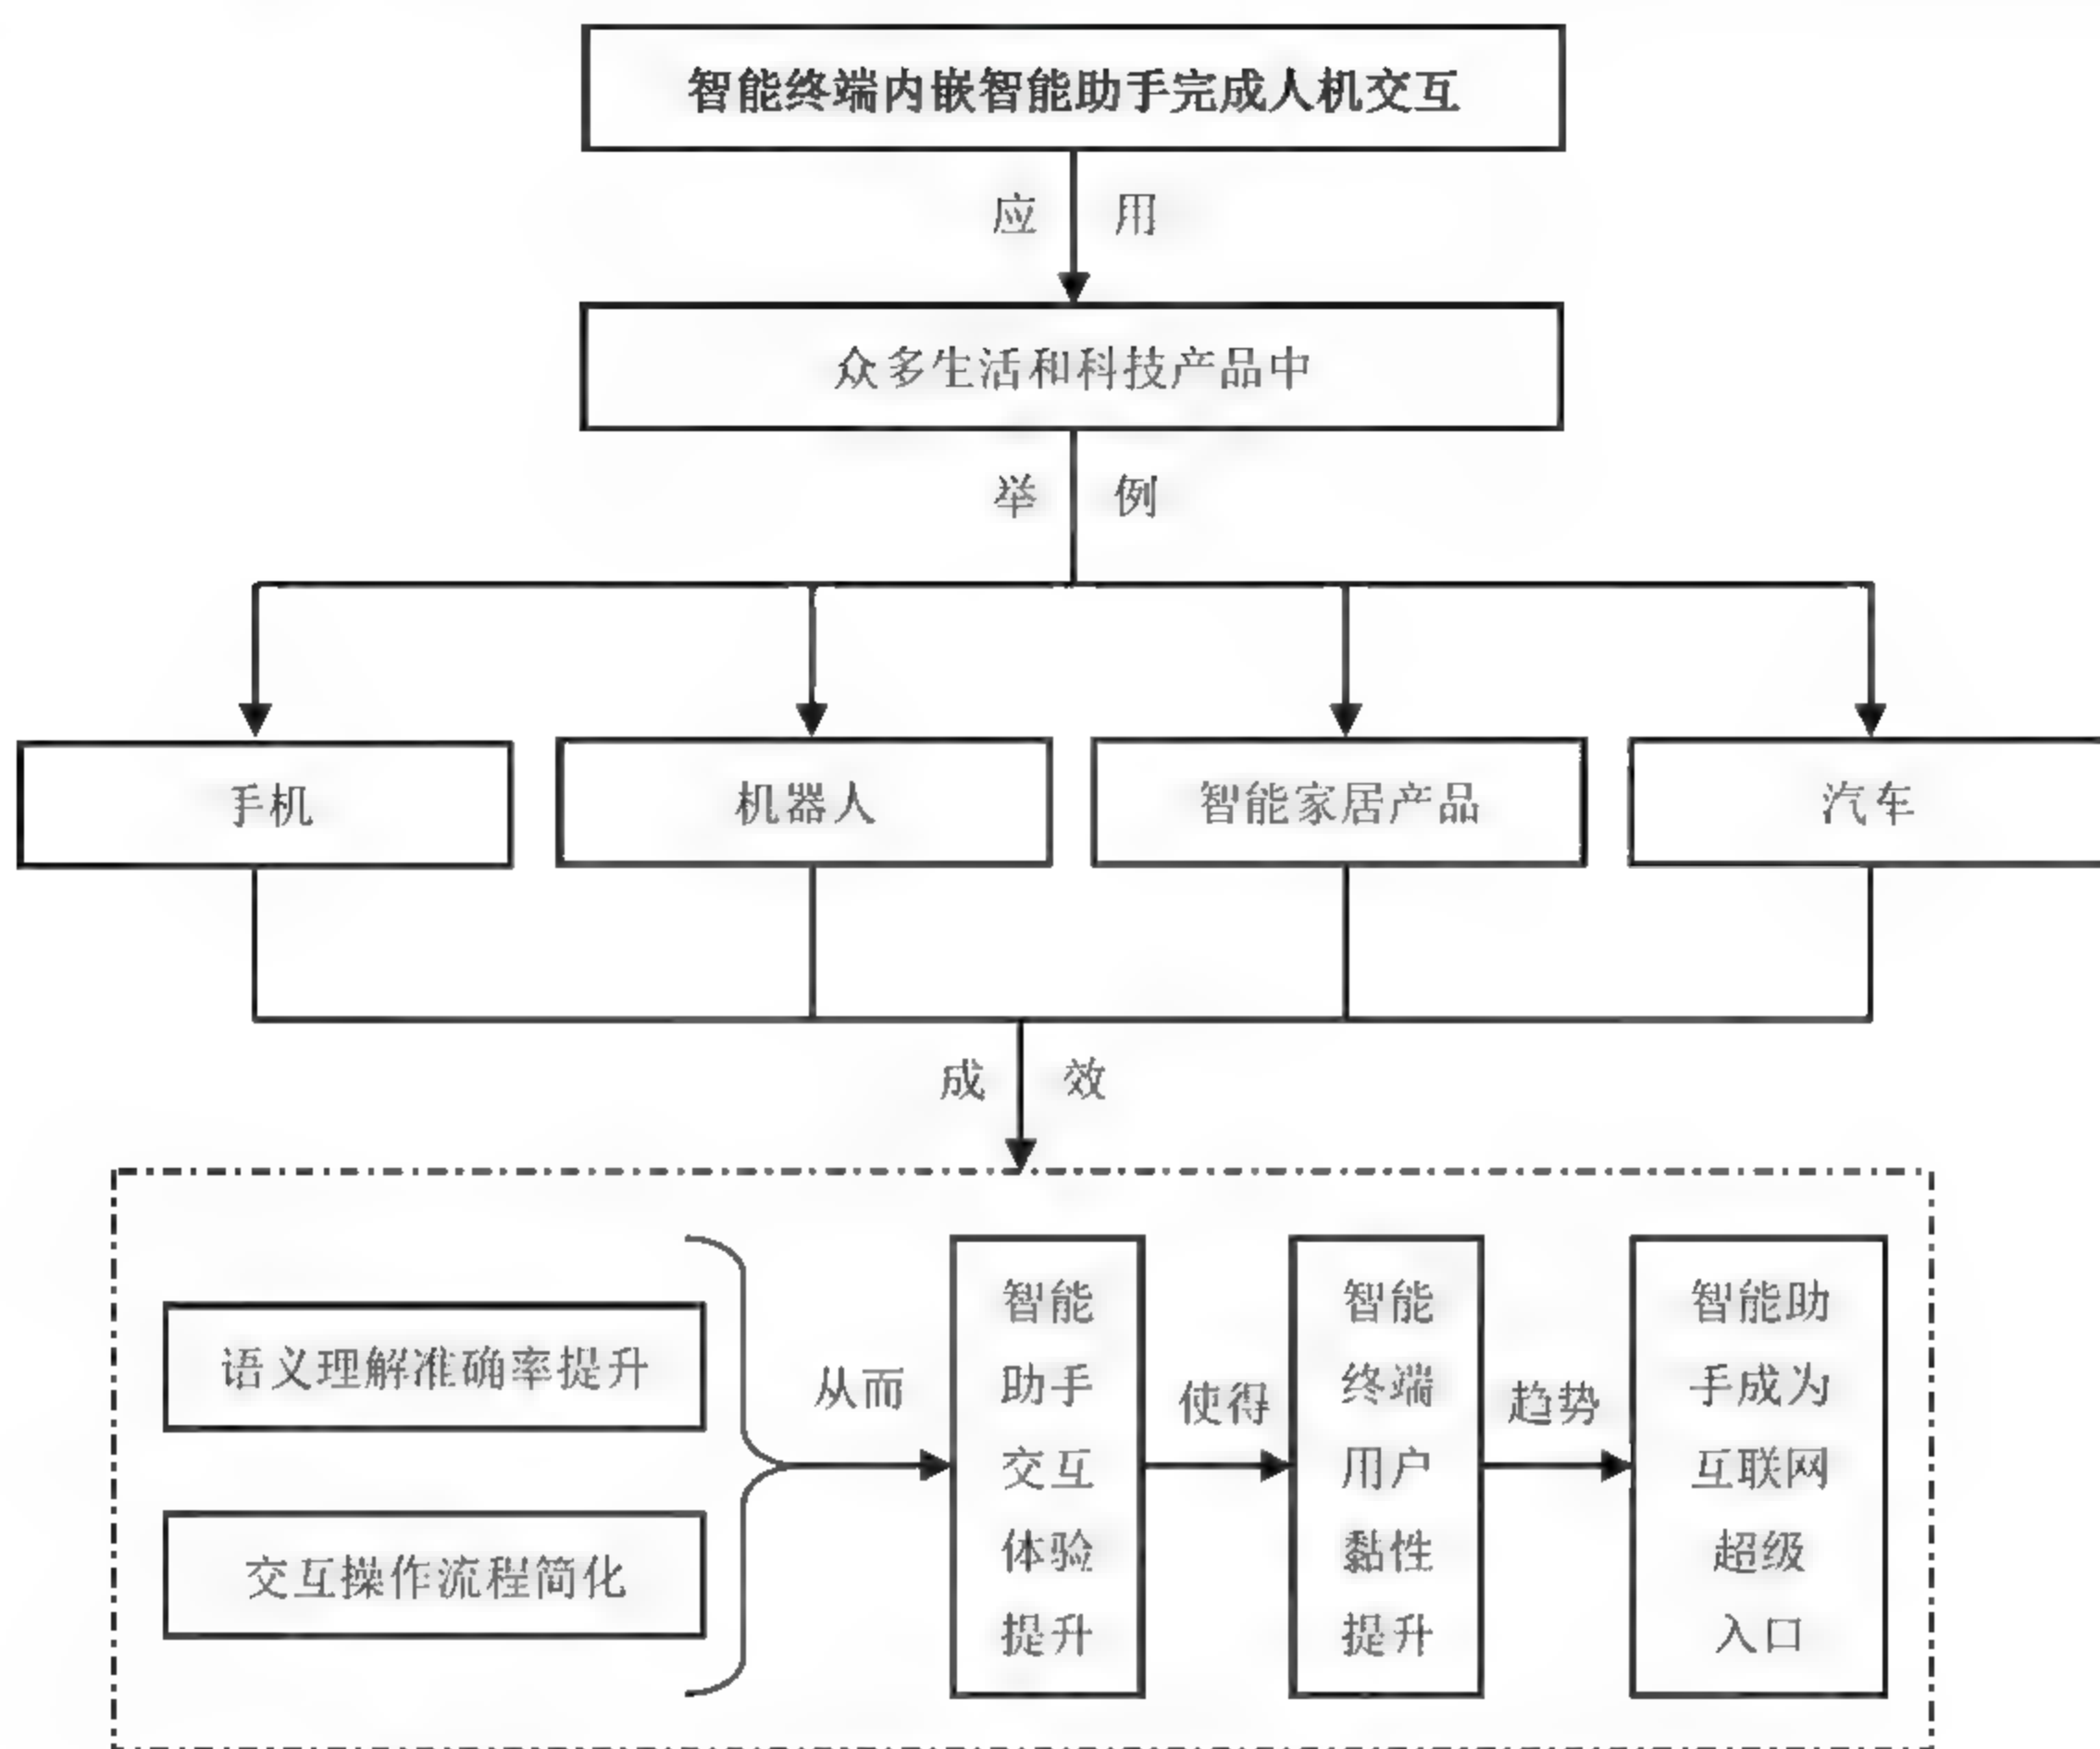 智能终端内嵌智能助手完成人机交互
应用
众多生活和科技产品中
举例
手机
机器人
智能家居产品
汽车
成效
语义理解准确率提升
交互操作流程简化
从而
智能
助手
交互
体验
提升
使得
智能
终端
用户
黏性
提升
趋势
智能助
手成为
互联网
超级
入口